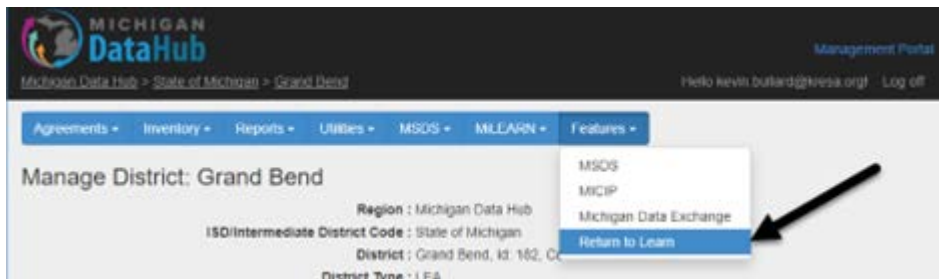 MICHIGAN
DataHub
Management Portal
Michigan Data Hub > State of Michigan > Grand Bend
Hello kevin.bullard@kresa.org! Log off
Agreements Inventory Reports Utilities MSDS MiLEARN Features
MSDS
MICIP
Michigan Data Exchange
Return to Learn
Manage District: Grand Bend
Region : Michigan Data Hub
ISD/Intermediate District Code : State of Michigan
District : Grand Bend, Id: 182,
District Type : LEA